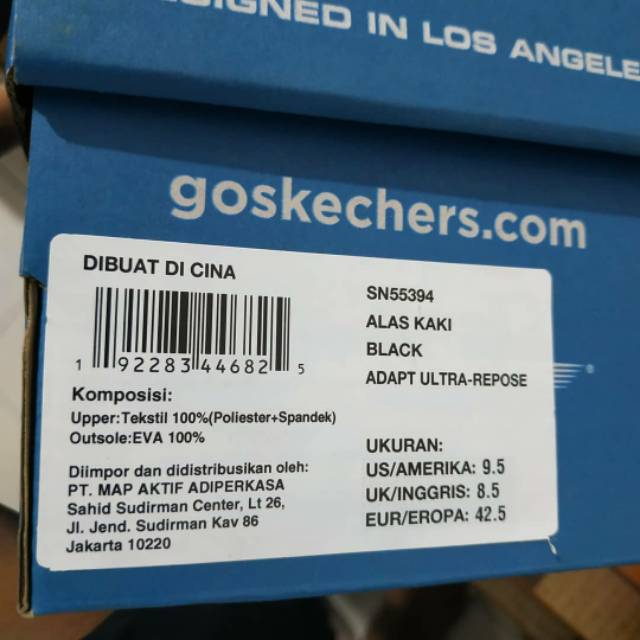 DESIGNED IN LOS ANGELE
goskechers.com
DIBUAT DI CINA
1 92283 44682 5
Komposisi:
Upper:Tekstil 100%(Poliester+Spandek)
Outsole:EVA 100%
Diimpor dan didistribusikan oleh:
PT. MAP AKTIF ADIPERKASA
Sahid Sudirman Center, Lt 26,
Jl. Jend. Sudirman Kav 86
Jakarta 10220
SN55394
ALAS KAKI
BLACK
ADAPT ULTRA-REPOSE
UKURAN:
US/AMERIKA: 9.5
UK/INGGRIS: 8.5
EUR/EROPA: 42.5